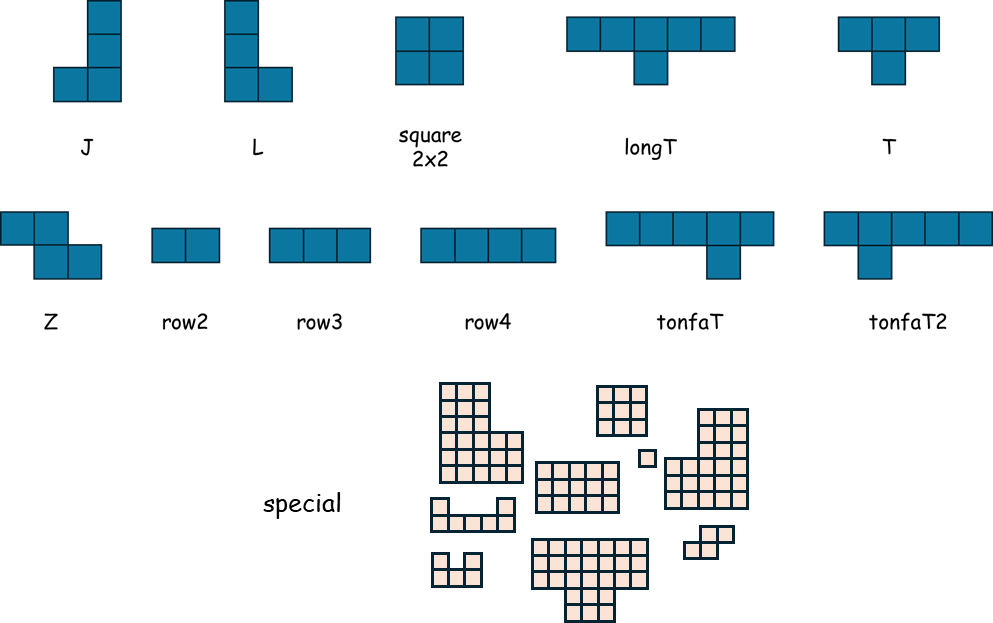 J
L
square
2x2
longT
T
Z
row2
row3
row4
tonfaT
tonfaT2
special